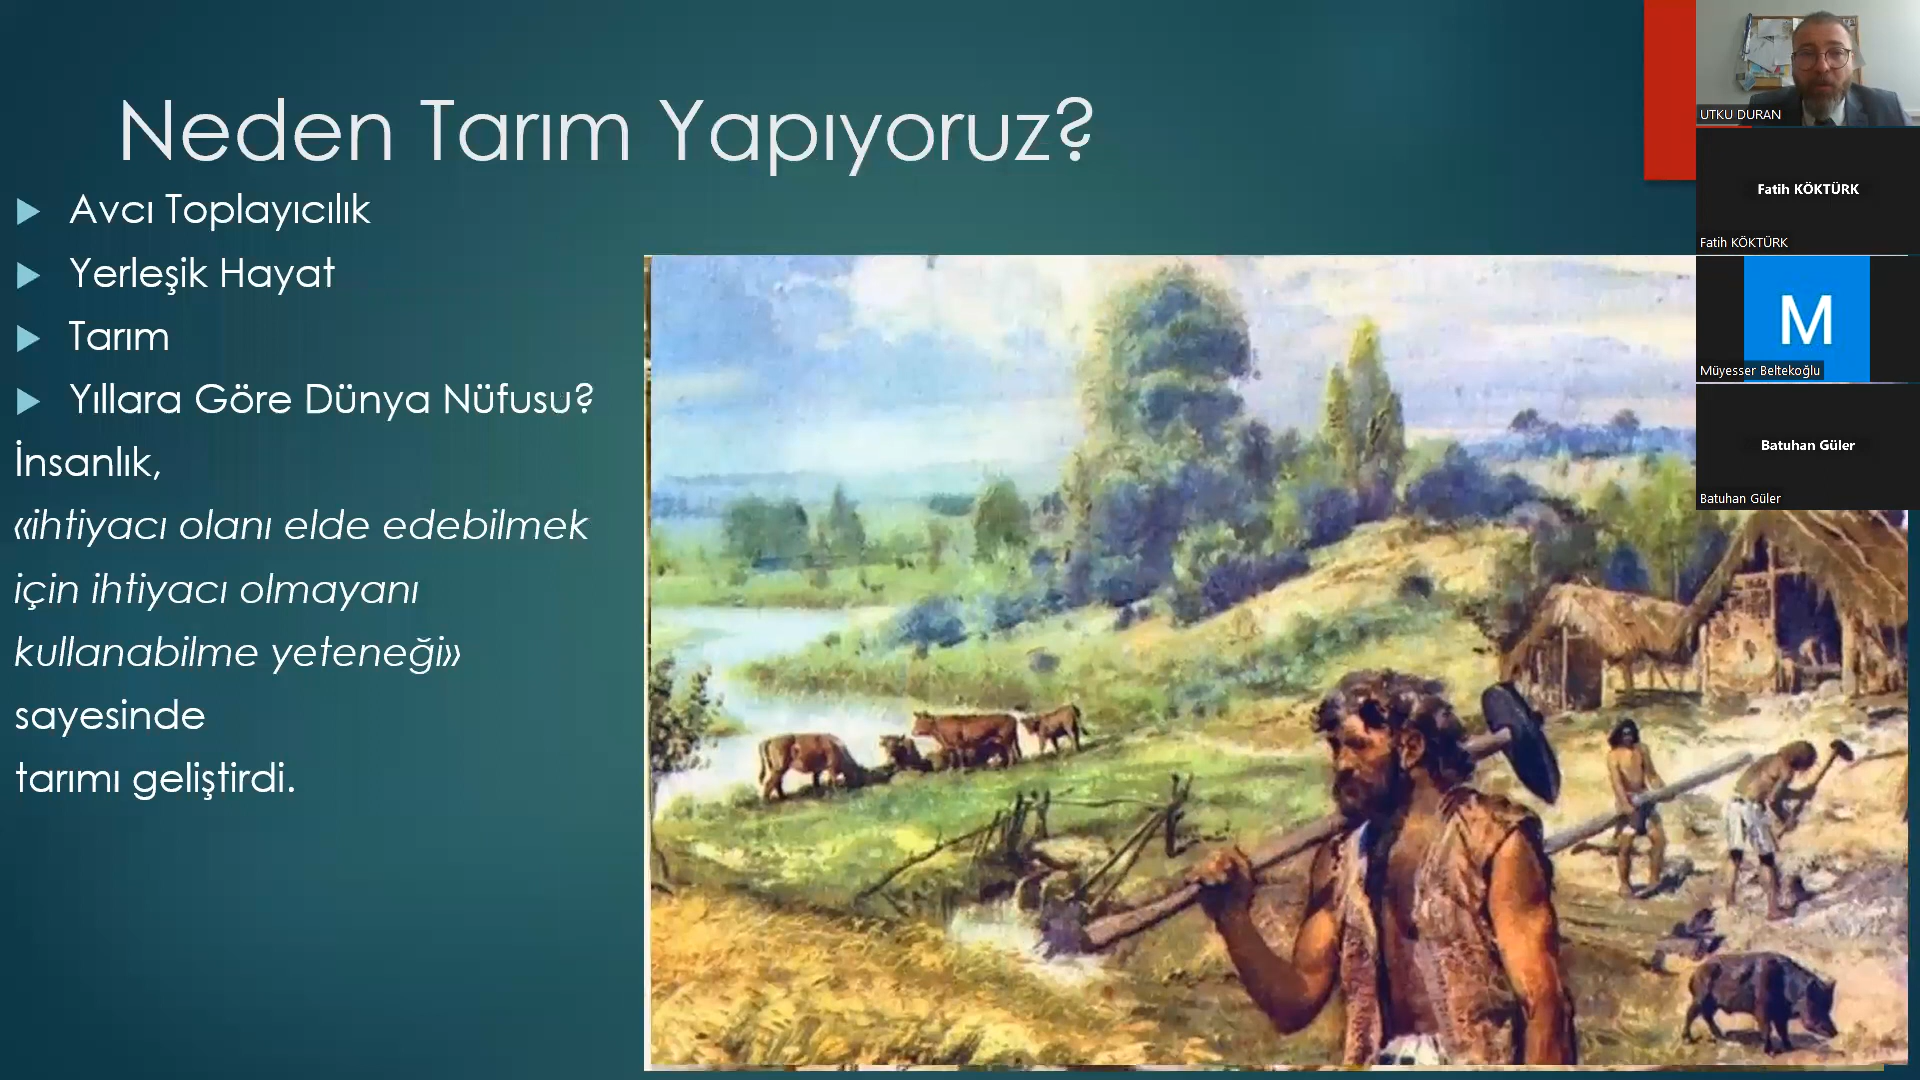 Neden Tarım Yapıyoruz?
Avcı Toplayıcılık
Yerleşik Hayat
Tarım
Yıllara Göre Dünya Nüfusu?
İnsanlık,
«ihtiyacı olanı elde edebilmek
için ihtiyacı olmayanı
kullanabilme yeteneği»
sayesinde
tarımı geliştirdi.
UTKU DURAN
Fatih KÖKTÜRK
Fatih KÖKTÜRK
M
Müyesser Beltekoğlu
Batuhan Güler
Batuhan Güler